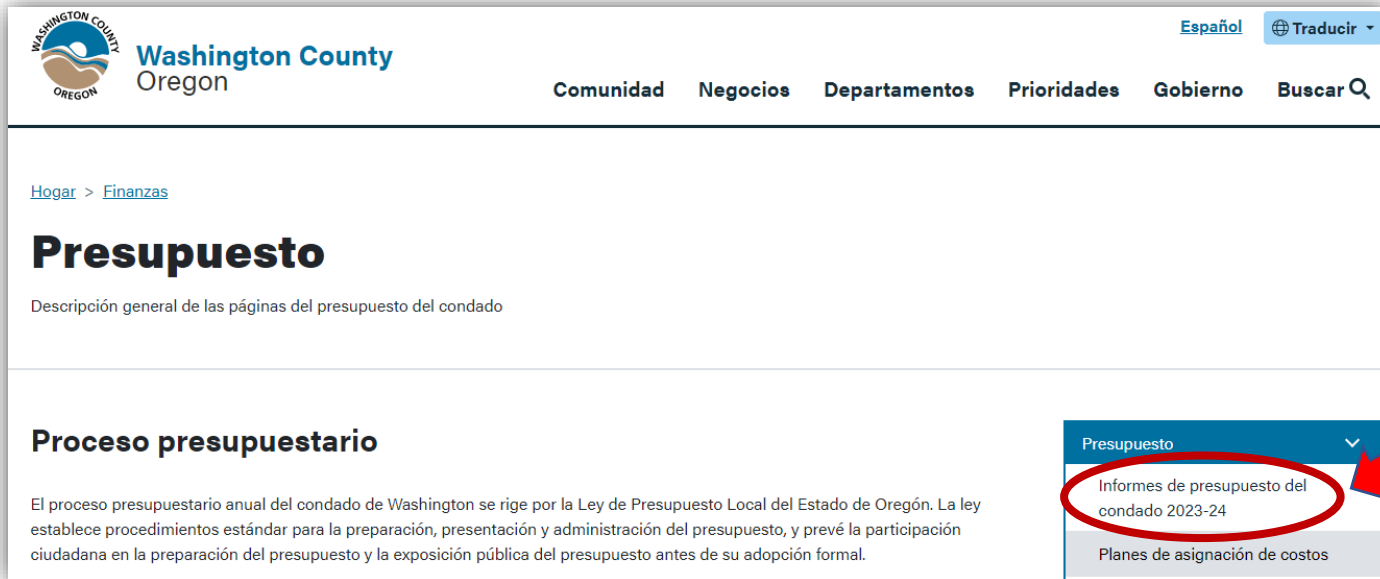 WASHINGTON COUNTY
OREGON
Washington County
Oregon
Español
Traducir
Comunidad Negocios Departamentos Prioridades Gobierno Buscar
Hogar > Finanzas
Presupuesto
Descripción general de las páginas del presupuesto del condado
Proceso presupuestario
El proceso presupuestario anual del condado de Washington se rige por la Ley de Presupuesto Local del Estado de Oregón. La ley
establece procedimientos estándar para la preparación, presentación y administración del presupuesto, y prevé la participación
ciudadana en la preparación del presupuesto y la exposición pública del presupuesto antes de su adopción formal.
Presupuesto
Informes de presupuesto del
condado 2023-24
Planes de asignación de costos